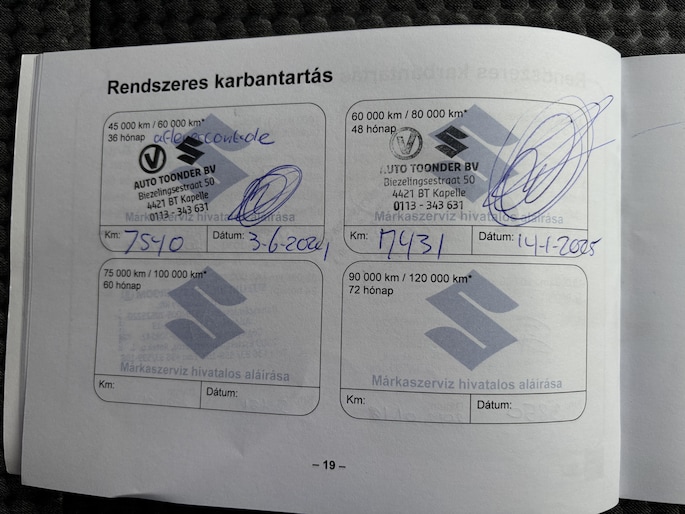 Rendszeres karbantartás
45 000 km / 60 000 km*
36 hónap
AUTO TOONDER BV
Biezelingsestraat 50
4421 BT Kapelle
0113 - 343 631
Márkaszerviz hivatalos aláírása
Km: 7540 Dátum: 3-6-2024
60 000 km / 80 000 km*
48 hónap
AUTO TOONDER BV
Biezelingsestraat 50
4421 BT Kapelle
0113 - 343 631
Márkaszerviz hivatalos aláírása
Km: 17431 Dátum: 14-1-2025
75 000 km / 100 000 km*
60 hónap
Márkaszerviz hivatalos aláírása
Km: Dátum:
90 000 km / 120 000 km*
72 hónap
Márkaszerviz hivatalos aláírása
Km: Dátum:
– 19 –